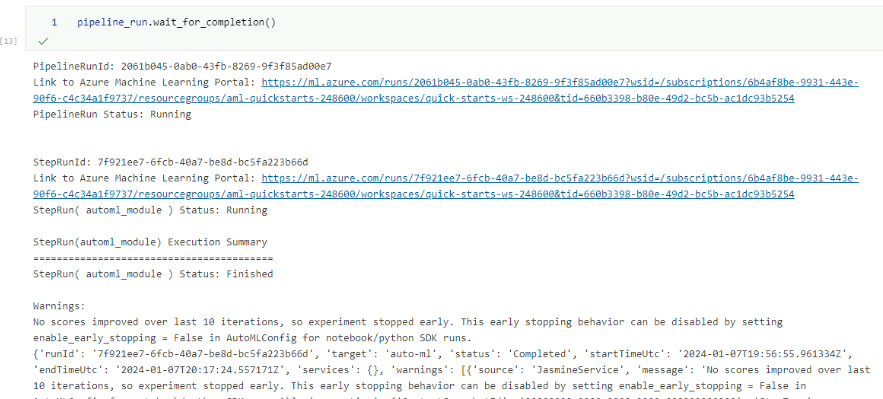 1 pipeline_run.wait_for_completion()
[13]
PipelineRunId: 2061b045-0ab0-43fb-8269-9f3f85ad00e7
Link to Azure Machine Learning Portal: https://ml.azure.com/runs/2061b045-0ab0-43fb-8269-9f3f85ad00e7?wsid=/subscriptions/6b4af8be-9931-443e-
90f6-c4c34a1f9737/resourcegroups/aml-quickstarts-248600/workspaces/quick-starts-ws-248600&tid=660b3398-b80e-49d2-bc5b-ac1dc93b5254
PipelineRun Status: Running
StepRunId: 7f921ee7-6fcb-40a7-be8d-bc5fa223b66d
Link to Azure Machine Learning Portal: https://ml.azure.com/runs/7f921ee7-6fcb-40a7-be8d-bc5fa223b66d?wsid=/subscriptions/6b4af8be-9931-443e-
90f6-c4c34a1f9737/resourcegroups/aml-quickstarts-248600/workspaces/quick-starts-ws-248600&tid=660b3398-b80e-49d2-bc5b-ac1dc93b5254
StepRun( automl_module ) Status: Running
StepRun(automl_module) Execution Summary
=========================================
StepRun( automl_module ) Status: Finished
Warnings:
No scores improved over last 10 iterations, so experiment stopped early. This early stopping behavior can be disabled by setting
enable_early_stopping = False in AutoMLConfig for notebook/python SDK runs.
{'runId': '7f921ee7-6fcb-40a7-be8d-bc5fa223b66d', 'target': 'auto-ml', 'status': 'Completed', 'startTimeUtc': '2024-01-07T19:56:55.961334Z',
'endTimeUtc': '2024-01-07T20:17:24.557171Z', 'services': {}, 'warnings': [{'source': 'JasmineService', 'message': 'No scores improved over last
10 iterations, so experiment stopped early. This early stopping behavior can be disabled by setting enable_early_stopping = False in